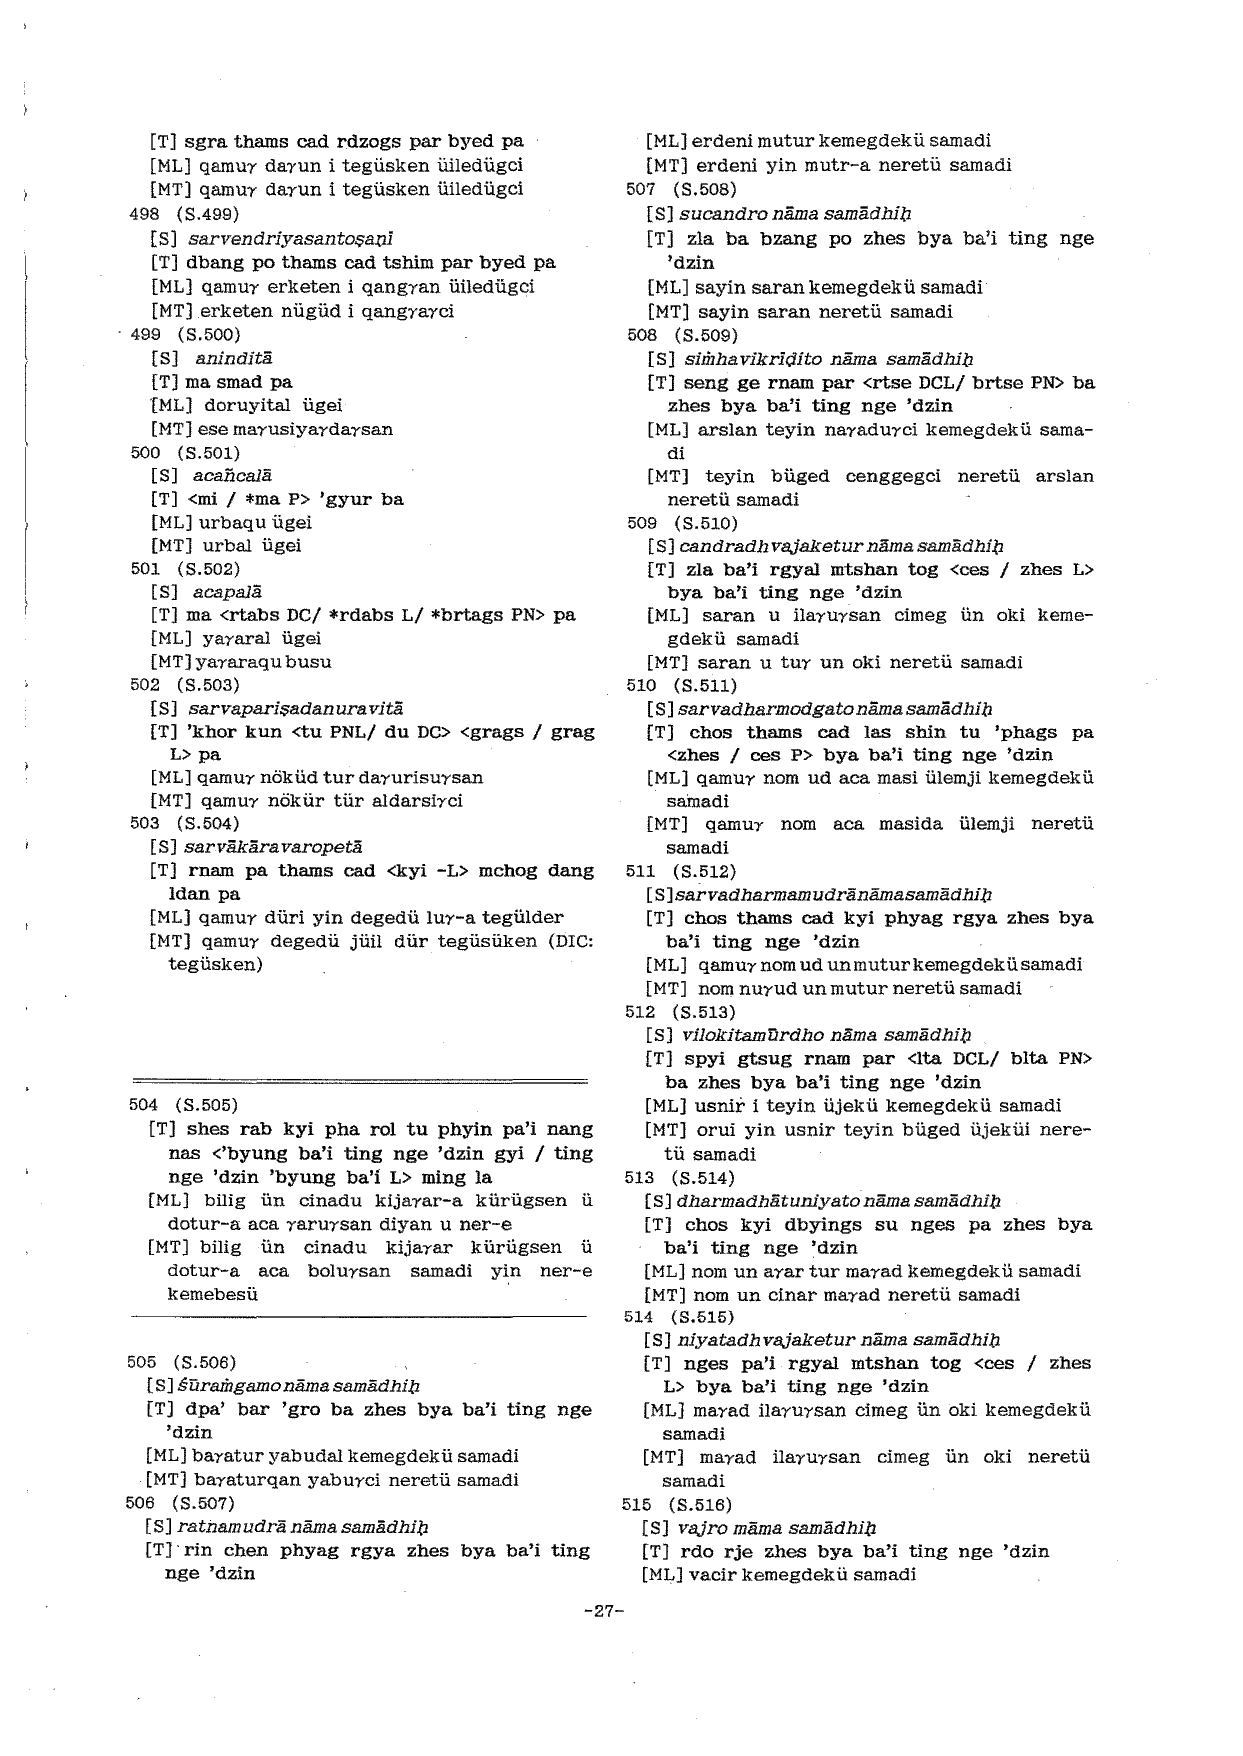 [T] sgra thams cad rdzogs par byed pa
[ML] qamuγ daγun i tegüsken üiledügci
[MT] qamuγ daγun i tegüsken üiledügci
498 (S.499)
[S] sarvendriyasantoṣaṇī
[T] dbang po thams cad tshim par byed pa
[ML] qamuγ erketen i qangγan üiledügci
[MT] erketen nügüd i qangγaγci
499 (S.500)
[S] aninditā
[T] ma smad pa
[ML] doruyital ügei
[MT] ese maγusiyaγdaγsan
500 (S.501)
[S] acañcalā
[T] <mi / *ma P> 'gyur ba
[ML] urbaqu ügei
[MT] urbal ügei
501 (S.502)
[S] acapalā
[T] ma <rtabs DC/ *rdabs L/ *brtags PN> pa
[ML] yaγaral ügei
[MT] yaγaraqu busu
502 (S.503)
[S] sarvapariṣadanuravitā
[T] 'khor kun <tu PNL/ du DC> <grags / grag
L> pa
[ML] qamuγ nöküd tur daγurisuγsan
[MT] qamuγ nökür tür aldarsiγci
503 (S.504)
[S] sarvākāravaropetā
[T] rnam pa thams cad <kyi -L> mchog dang
ldan pa
[ML] qamuγ düri yin degedü luγ-a tegülder
[MT] qamuγ degedü jüil dür tegüsüken (DIC:
tegüsken)
504 (S.505)
[T] shes rab kyi pha rol tu phyin pa'i nang
nas <'byung ba'i ting nge 'dzin gyi / ting
nge 'dzin 'byung ba'i L> ming la
[ML] bilig ün cinadu kijaγar-a kürügsen ü
dotur-a aca γaruγsan diyan u ner-e
[MT] bilig ün cinadu kijaγar kürügsen ü
dotur-a aca boluγsan samadi yin ner-e
kemebesü
505 (S.506)
[S] śūraṁgamo nāma samādhiḥ
[T] dpa' bar 'gro ba zhes bya ba'i ting nge
'dzin
[ML] baγatur yabudal kemegdekü samadi
[MT] baγaturqan yabuγci neretü samadi
506 (S.507)
[S] ratnamudrā nāma samādhiḥ
[T] rin chen phyag rgya zhes bya ba'i ting
nge 'dzin
[ML] erdeni mutur kemegdekü samadi
[MT] erdeni yin mutr-a neretü samadi
507 (S.508)
[S] sucandro nāma samādhiḥ
[T] zla ba bzang po zhes bya ba'i ting nge
'dzin
[ML] sayin saran kemegdekü samadi
[MT] sayin saran neretü samadi
508 (S.509)
[S] siṁhavikrīḍito nāma samādhiḥ
[T] seng ge rnam par <rtse DCL/ brtse PN> ba
zhes bya ba'i ting nge 'dzin
[ML] arslan teyin naγaduγci kemegdekü sama-
di
[MT] teyin büged cenggegci neretü arslan
neretü samadi
509 (S.510)
[S] candradhvajaketur nāma samādhiḥ
[T] zla ba'i rgyal mtshan tog <ces / zhes L>
bya ba'i ting nge 'dzin
[ML] saran u ilaγuγsan cimeg ün oki keme-
gdekü samadi
[MT] saran u tuγ un oki neretü samadi
510 (S.511)
[S] sarvadharmodgato nāma samādhiḥ
[T] chos thams cad las shin tu 'phags pa
<zhes / ces P> bya ba'i ting nge 'dzin
[ML] qamuγ nom ud aca masi ülemji kemegdekü
samadi
[MT] qamuγ nom aca masida ülemji neretü
samadi
511 (S.512)
[S] sarvadharmamudrā nāma samādhiḥ
[T] chos thams cad kyi phyag rgya zhes bya
ba'i ting nge 'dzin
[ML] qamuγ nom ud un mutur kemegdekü samadi
[MT] nom nuγud un mutur neretü samadi
512 (S.513)
[S] vilokitamūrdho nāma samādhiḥ
[T] spyi gtsug rnam par <lta DCL/ blta PN>
ba zhes bya ba'i ting nge 'dzin
[ML] usnir i teyin üjekü kemegdekü samadi
[MT] orui yin usnir teyin büged üjeküi nere-
tü samadi
513 (S.514)
[S] dharmadhātuniyato nāma samādhiḥ
[T] chos kyi dbyings su nges pa zhes bya
ba'i ting nge 'dzin
[ML] nom un aγar tur maγad kemegdekü samadi
[MT] nom un cinar maγad neretü samadi
514 (S.515)
[S] niyatadhvajaketur nāma samādhiḥ
[T] nges pa'i rgyal mtshan tog <ces / zhes
L> bya ba'i ting nge 'dzin
[ML] maγad ilaγuγsan cimeg ün oki kemegdekü
samadi
[MT] maγad ilaγuγsan cimeg ün oki neretü
samadi
515 (S.516)
[S] vajro māma samādhiḥ
[T] rdo rje zhes bya ba'i ting nge 'dzin
[ML] vacir kemegdekü samadi
-27-